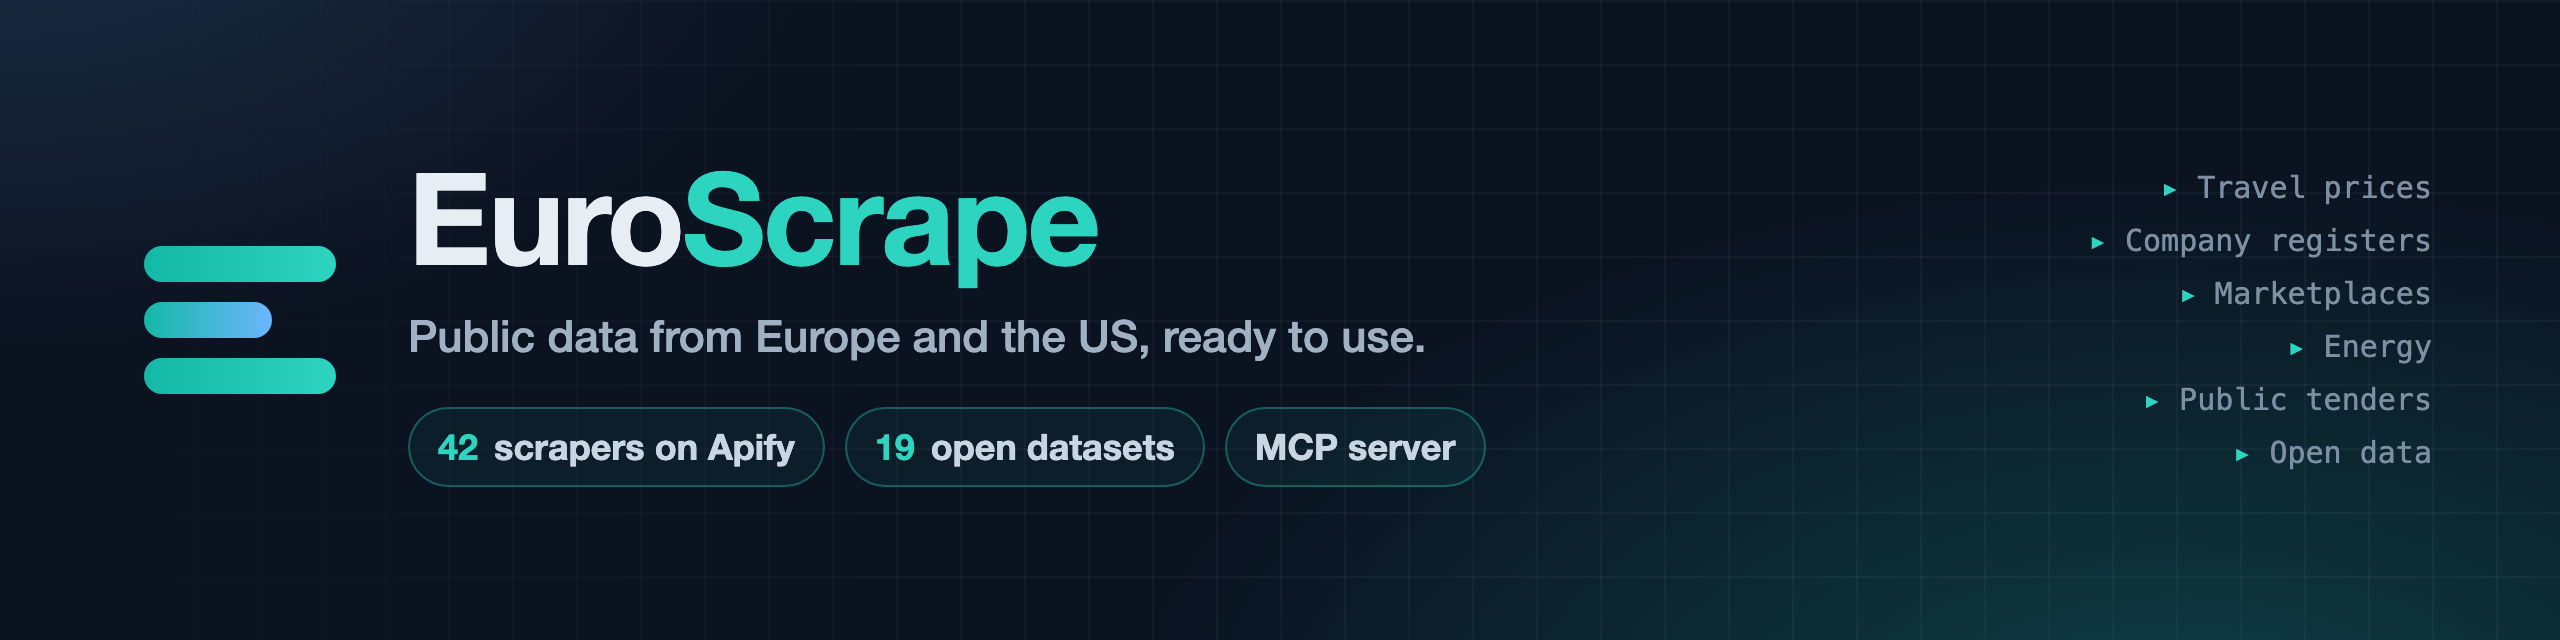 EuroScrape
Public data from Europe and the US, ready to use.
42 scrapers on Apify
19 open datasets
MCP server
▸ Travel prices
▸ Company registers
▸ Marketplaces
▸ Energy
▸ Public tenders
▸ Open data